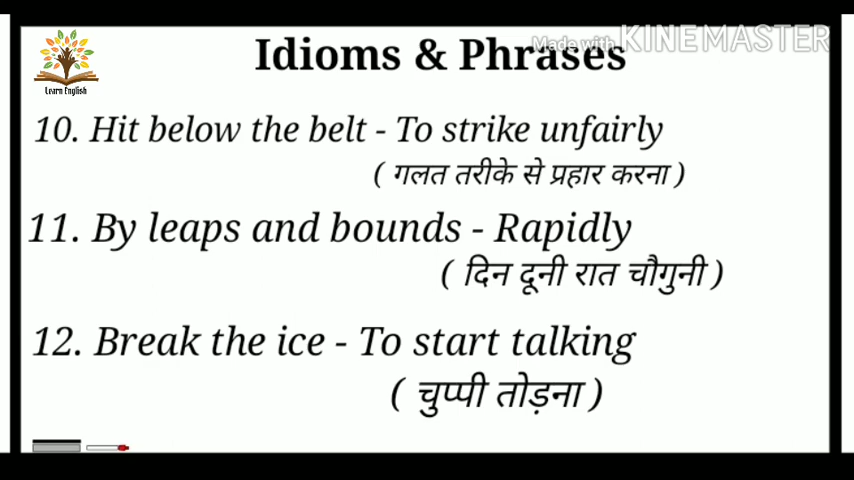 Made with KINEMASTER
Idioms & Phrases
Learn English
10. Hit below the belt - To strike unfairly
( गलत तरीके से प्रहार करना )
11. By leaps and bounds - Rapidly
( दिन दूनी रात चौगुनी )
12. Break the ice - To start talking
( चुप्पी तोड़ना )